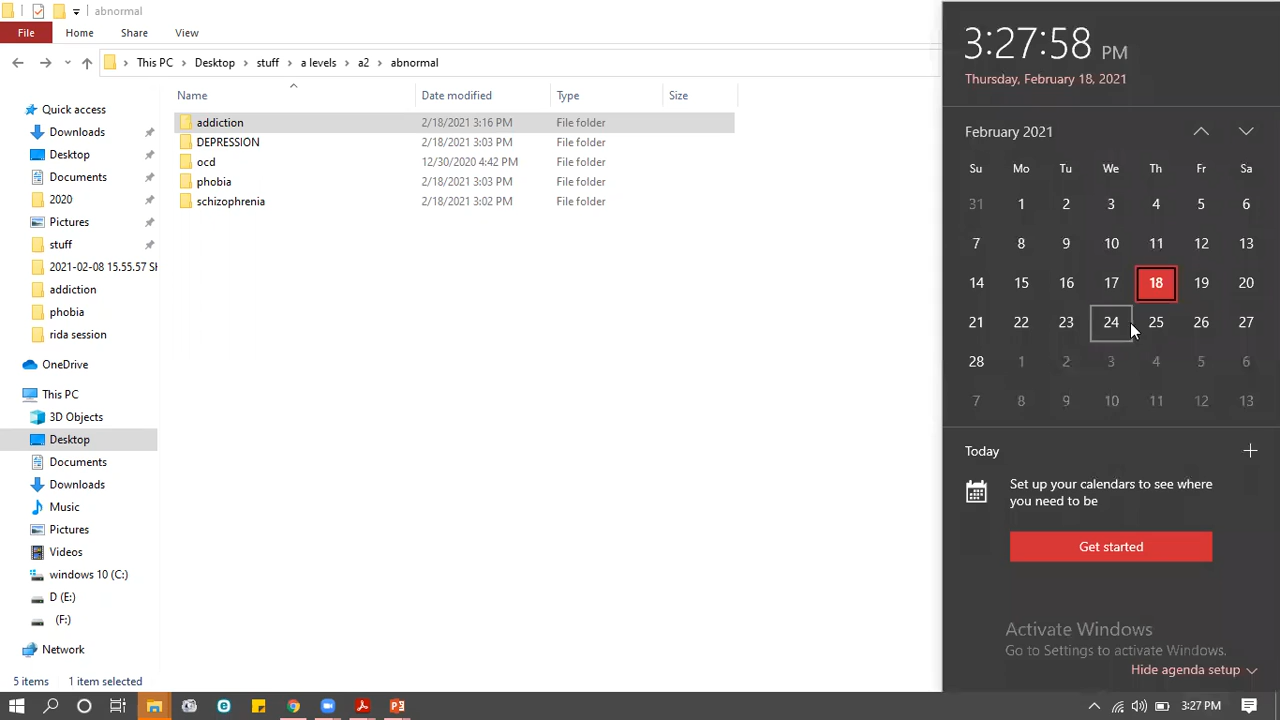 abnormal
File Home Share View
This PC Desktop stuff a levels a2 abnormal
Name Date modified Type Size
addiction 2/18/2021 3:16 PM File folder
DEPRESSION 2/18/2021 3:03 PM File folder
ocd 12/30/2020 4:42 PM File folder
phobia 2/18/2021 3:03 PM File folder
schizophrenia 2/18/2021 3:02 PM File folder
Quick access
Downloads
Desktop
Documents
2020
Pictures
stuff
2021-02-08 15.55.57
addiction
phobia
rida session
OneDrive
This PC
3D Objects
Desktop
Documents
Downloads
Music
Pictures
Videos
windows 10 (C:)
D (E:)
(F:)
Network
5 items 1 item selected
3:27:58 PM
Thursday, February 18, 2021
February 2021
Su Mo Tu We Th Fr Sa
31 1 2 3 4 5 6
7 8 9 10 11 12 13
14 15 16 17 18 19 20
21 22 23 24 25 26 27
28 1 2 3 4 5 6
7 8 9 10 11 12 13
Today
Set up your calendars to see where
you need to be
Get started
Activate Windows
Go to Settings to activate Windows.
Hide agenda setup
3:27 PM